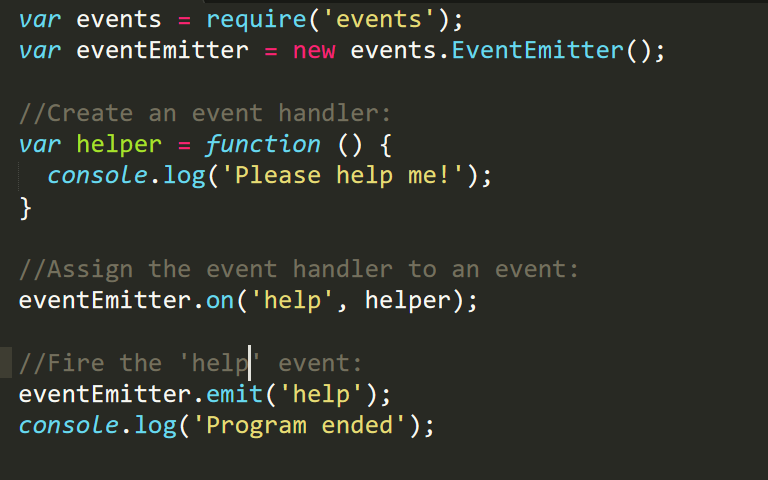 var events = require('events');
var eventEmitter = new events.EventEmitter();
//Create an event handler:
var helper = function () {
  console.log('Please help me!');
}
//Assign the event handler to an event:
eventEmitter.on('help', helper);
//Fire the 'help' event:
eventEmitter.emit('help');
console.log('Program ended');